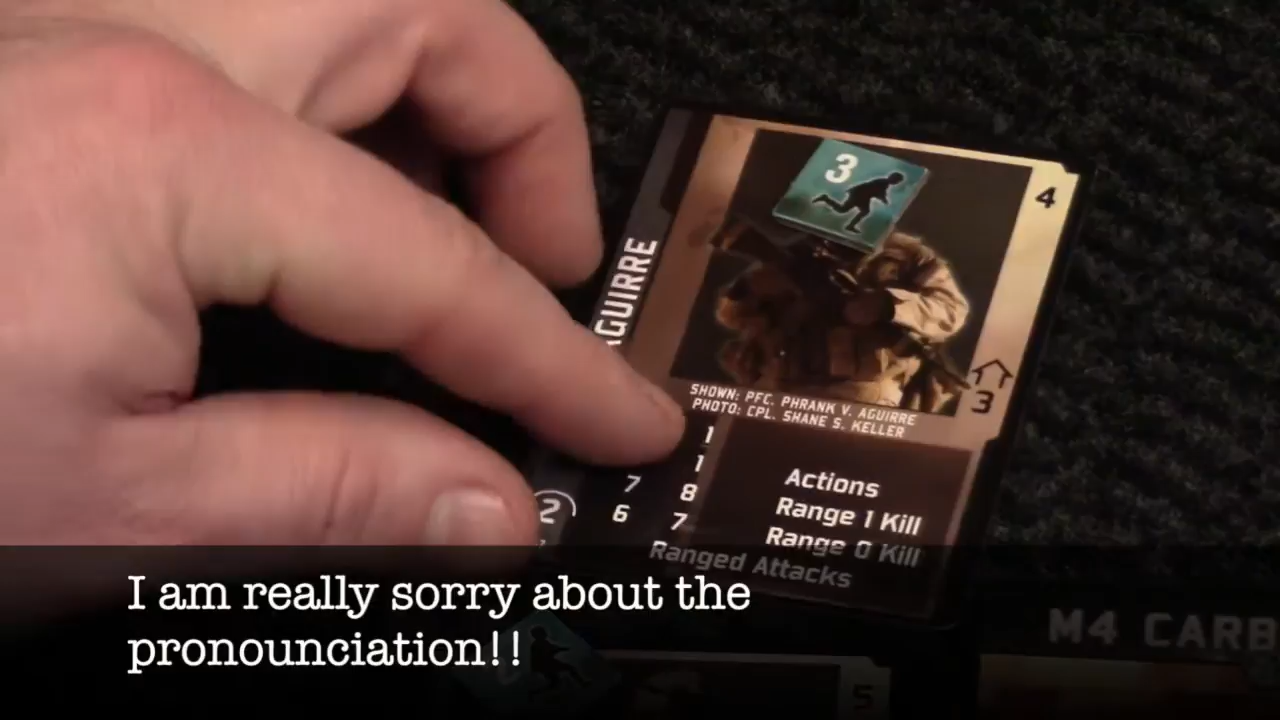 3
4
AGUIRRE
3
SHOWN: PFC. PHRANK V. AGUIRRE
PHOTO: CPL. SHANE S. KELLER
1
1 Actions
7 8 Range 1 Kill
2 6 7 Range 0 Kill
Ranged Attacks
I am really sorry about the
pronounciation!!
M4 CARB
5